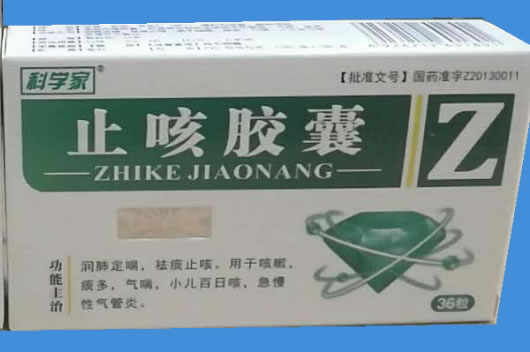 科学家®
【批准文号】国药准字Z20130011
止咳胶囊
ZHIKE JIAONANG
Z
功能主治
润肺定喘，祛痰止咳。用于咳嗽，
痰多，气喘，小儿百日咳，急慢
性气管炎。
36粒